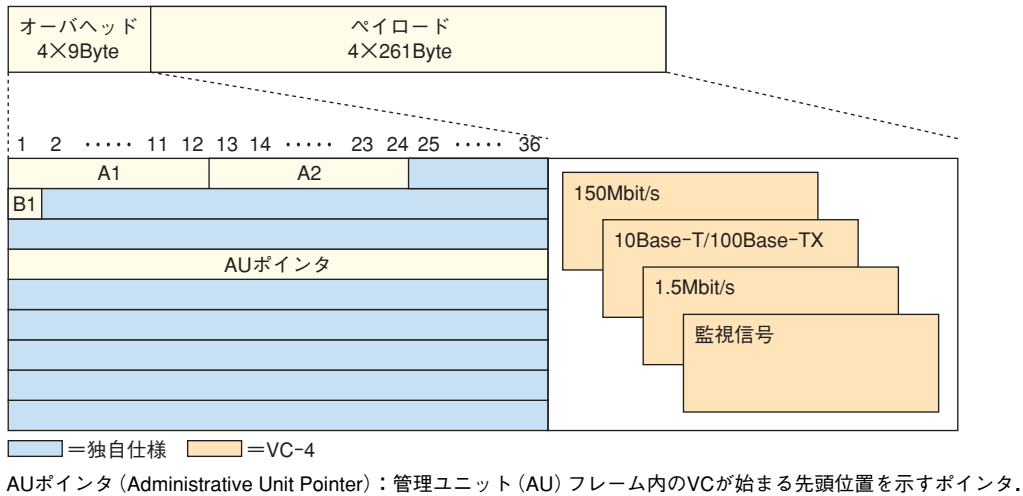 オーバヘッド
4×9Byte
ペイロード
4×261Byte
1 2 ····· 11 12 13 14 ····· 23 24 25 ····· 36
A1 A2
B1
AUポインタ
150Mbit/s
10Base-T/100Base-TX
1.5Mbit/s
監視信号
=独自仕様 =VC-4
AUポインタ(Administrative Unit Pointer):管理ユニット(AU)フレーム内のVCが始まる先頭位置を示すポインタ.